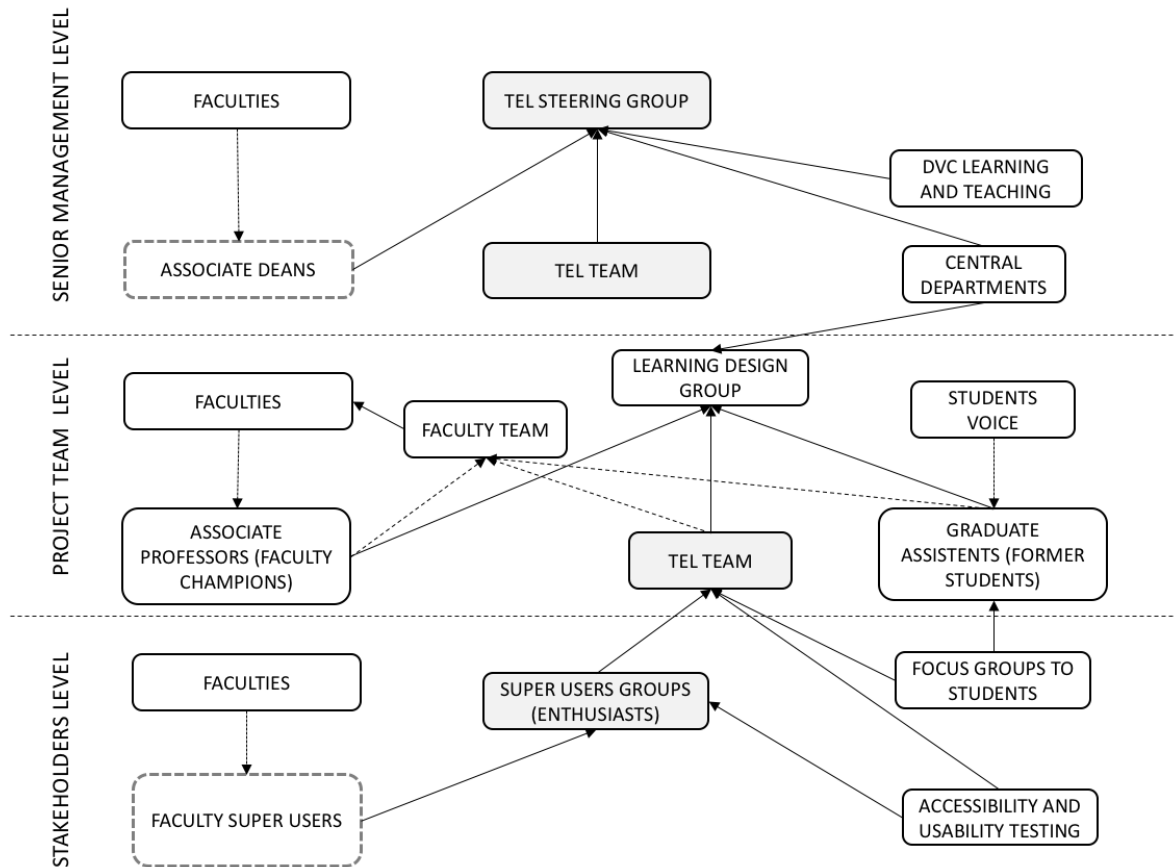 SENIOR MANAGEMENT LEVEL
FACULTIES
TEL STEERING GROUP
DVC LEARNING
AND TEACHING
ASSOCIATE DEANS
TEL TEAM
CENTRAL
DEPARTMENTS
PROJECT TEAM LEVEL
LEARNING DESIGN
GROUP
FACULTIES
FACULTY TEAM
STUDENTS
VOICE
ASSOCIATE
PROFESSORS (FACULTY
CHAMPIONS)
TEL TEAM
GRADUATE
ASSISTENTS (FORMER
STUDENTS)
STAKEHOLDERS LEVEL
FACULTIES
SUPER USERS GROUPS
(ENTHUSIASTS)
FOCUS GROUPS TO
STUDENTS
FACULTY SUPER USERS
ACCESSIBILITY AND
USABILITY TESTING